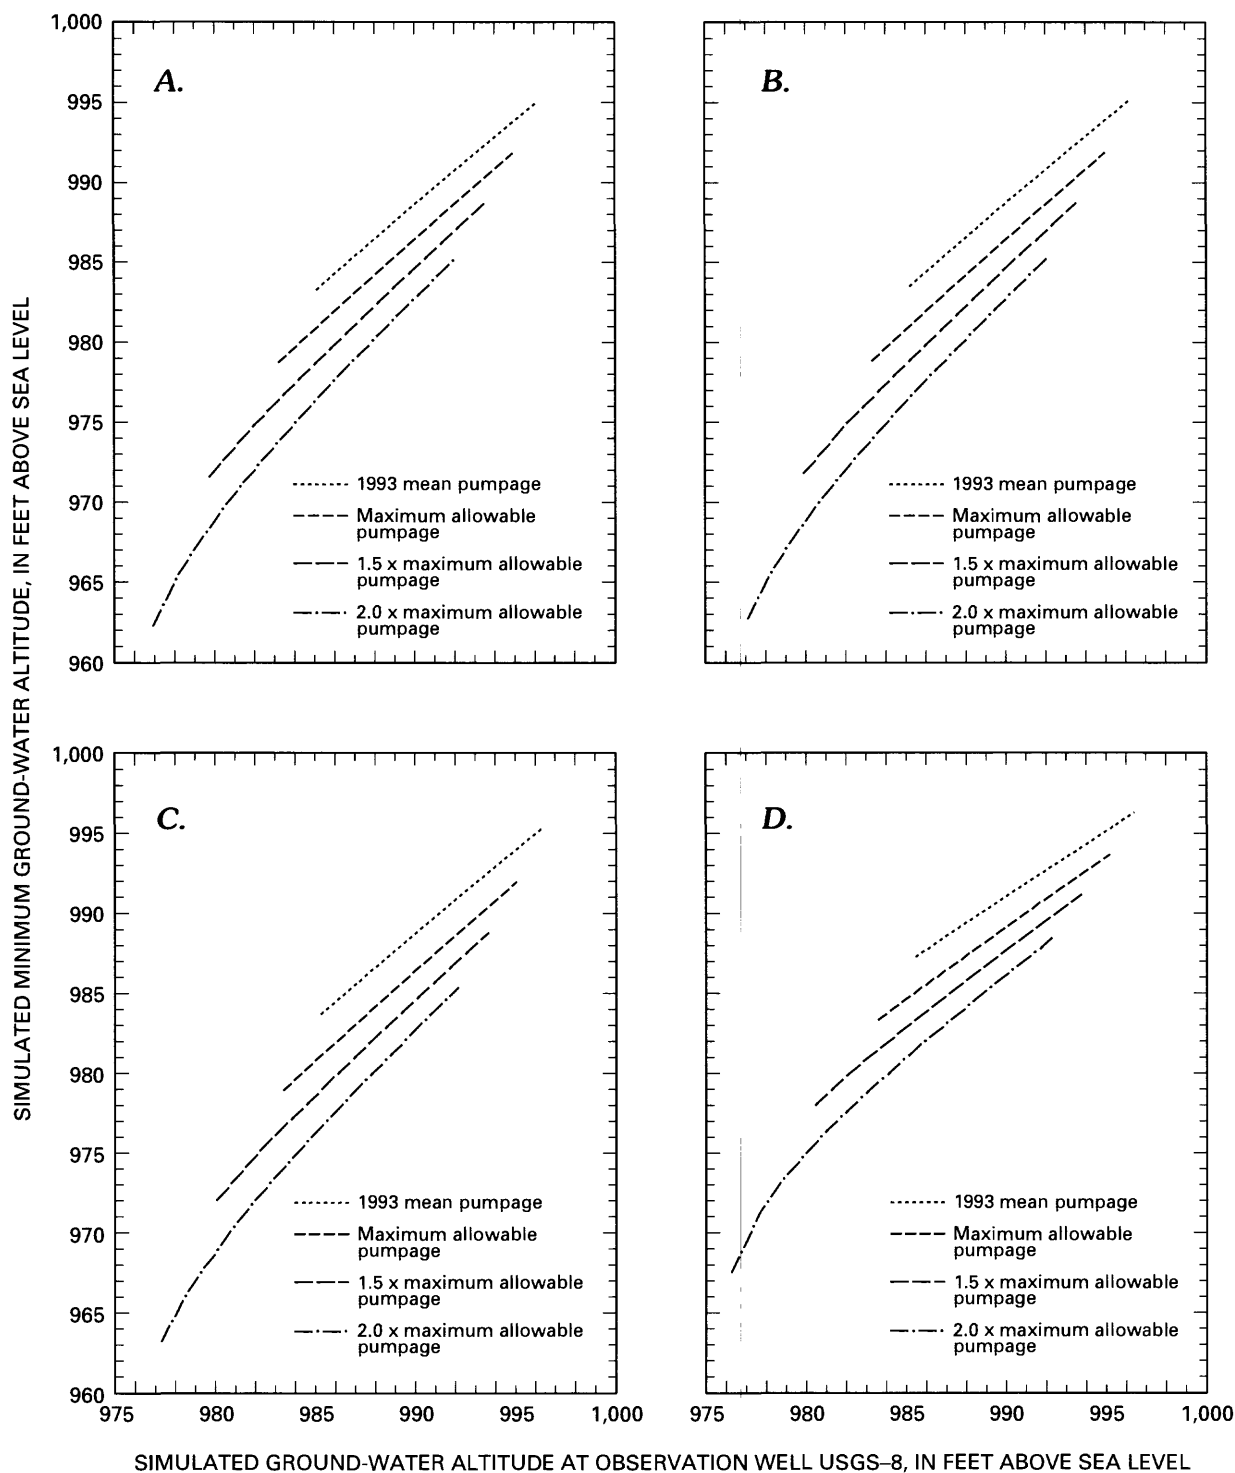 SIMULATED MINIMUM GROUND-WATER ALTITUDE, IN FEET ABOVE SEA LEVEL
1,000
995
990
985
980
975
970
965
960
A.
1993 mean pumpage
Maximum allowable
pumpage
1.5 x maximum allowable
pumpage
2.0 x maximum allowable
pumpage
B.
1993 mean pumpage
Maximum allowable
pumpage
1.5 x maximum allowable
pumpage
2.0 x maximum allowable
pumpage
1,000
995
990
985
980
975
970
965
960
C.
1993 mean pumpage
Maximum allowable
pumpage
1.5 x maximum allowable
pumpage
2.0 x maximum allowable
pumpage
975 980 985 990 995 1,000
D.
1993 mean pumpage
Maximum allowable
pumpage
1.5 x maximum allowable
pumpage
2.0 x maximum allowable
pumpage
975 980 985 990 995 1,000
SIMULATED GROUND-WATER ALTITUDE AT OBSERVATION WELL USGS–8, IN FEET ABOVE SEA LEVEL